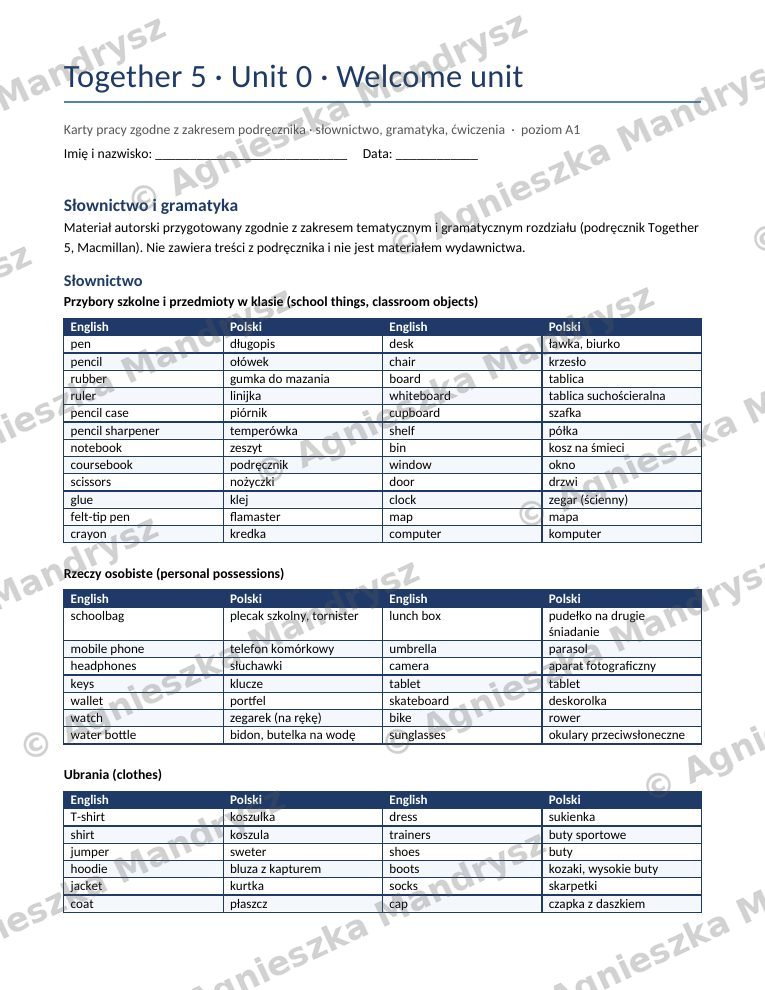 Together 5 · Unit 0 · Welcome unit
Karty pracy zgodne z zakresem podręcznika · słownictwo, gramatyka, ćwiczenia · poziom A1
Imię i nazwisko: ____________________________ Data: ____________
Słownictwo i gramatyka
Materiał autorski przygotowany zgodnie z zakresem tematycznym i gramatycznym rozdziału (podręcznik Together
5, Macmillan). Nie zawiera treści z podręcznika i nie jest materiałem wydawnictwa.
Słownictwo
Przybory szkolne i przedmioty w klasie (school things, classroom objects)
English Polski English Polski
pen długopis desk ławka, biurko
pencil ołówek chair krzesło
rubber gumka do mazania board tablica
ruler linijka whiteboard tablica suchościeralna
pencil case piórnik cupboard szafka
pencil sharpener temperówka shelf półka
notebook zeszyt bin kosz na śmieci
coursebook podręcznik window okno
scissors nożyczki door drzwi
glue klej clock zegar (ścienny)
felt-tip pen flamaster map mapa
crayon kredka computer komputer
Rzeczy osobiste (personal possessions)
English Polski English Polski
schoolbag plecak szkolny, tornister lunch box pudełko na drugie
śniadanie
mobile phone telefon komórkowy umbrella parasol
headphones słuchawki camera aparat fotograficzny
keys klucze tablet tablet
wallet portfel skateboard deskorolka
watch zegarek (na rękę) bike rower
water bottle bidon, butelka na wodę sunglasses okulary przeciwsłoneczne
Ubrania (clothes)
English Polski English Polski
T-shirt koszulka dress sukienka
shirt koszula trainers buty sportowe
jumper sweter shoes buty
hoodie bluza z kapturem boots kozaki, wysokie buty
jacket kurtka socks skarpetki
coat płaszcz cap czapka z daszkiem
© Agnieszka Mandrysz